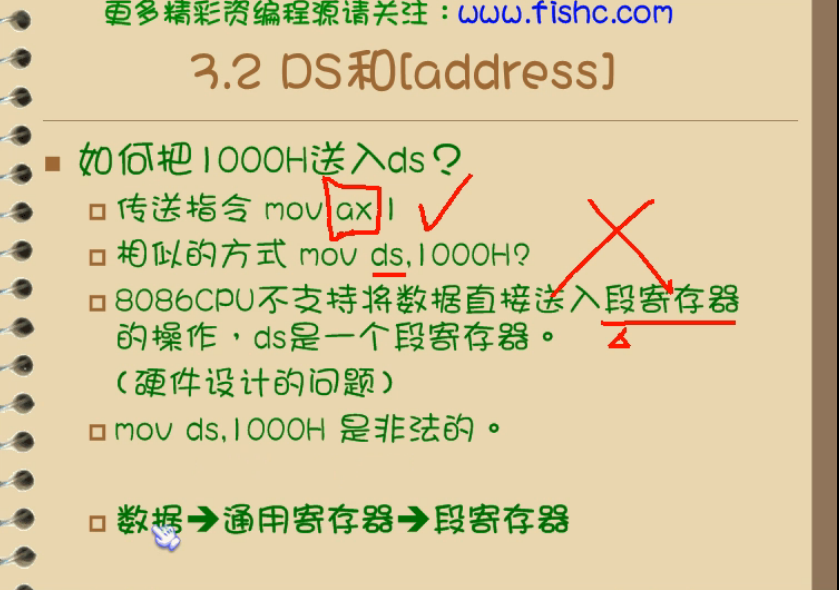 更多精彩资编程源请关注：www.fishc.com
3.2 DS和[address]
如何把1000H送入ds？
传送指令 mov ax,1
相似的方式 mov ds,1000H?
8086CPU不支持将数据直接送入段寄存器
的操作，ds是一个段寄存器。
（硬件设计的问题）
mov ds,1000H 是非法的。
数据→通用寄存器→段寄存器